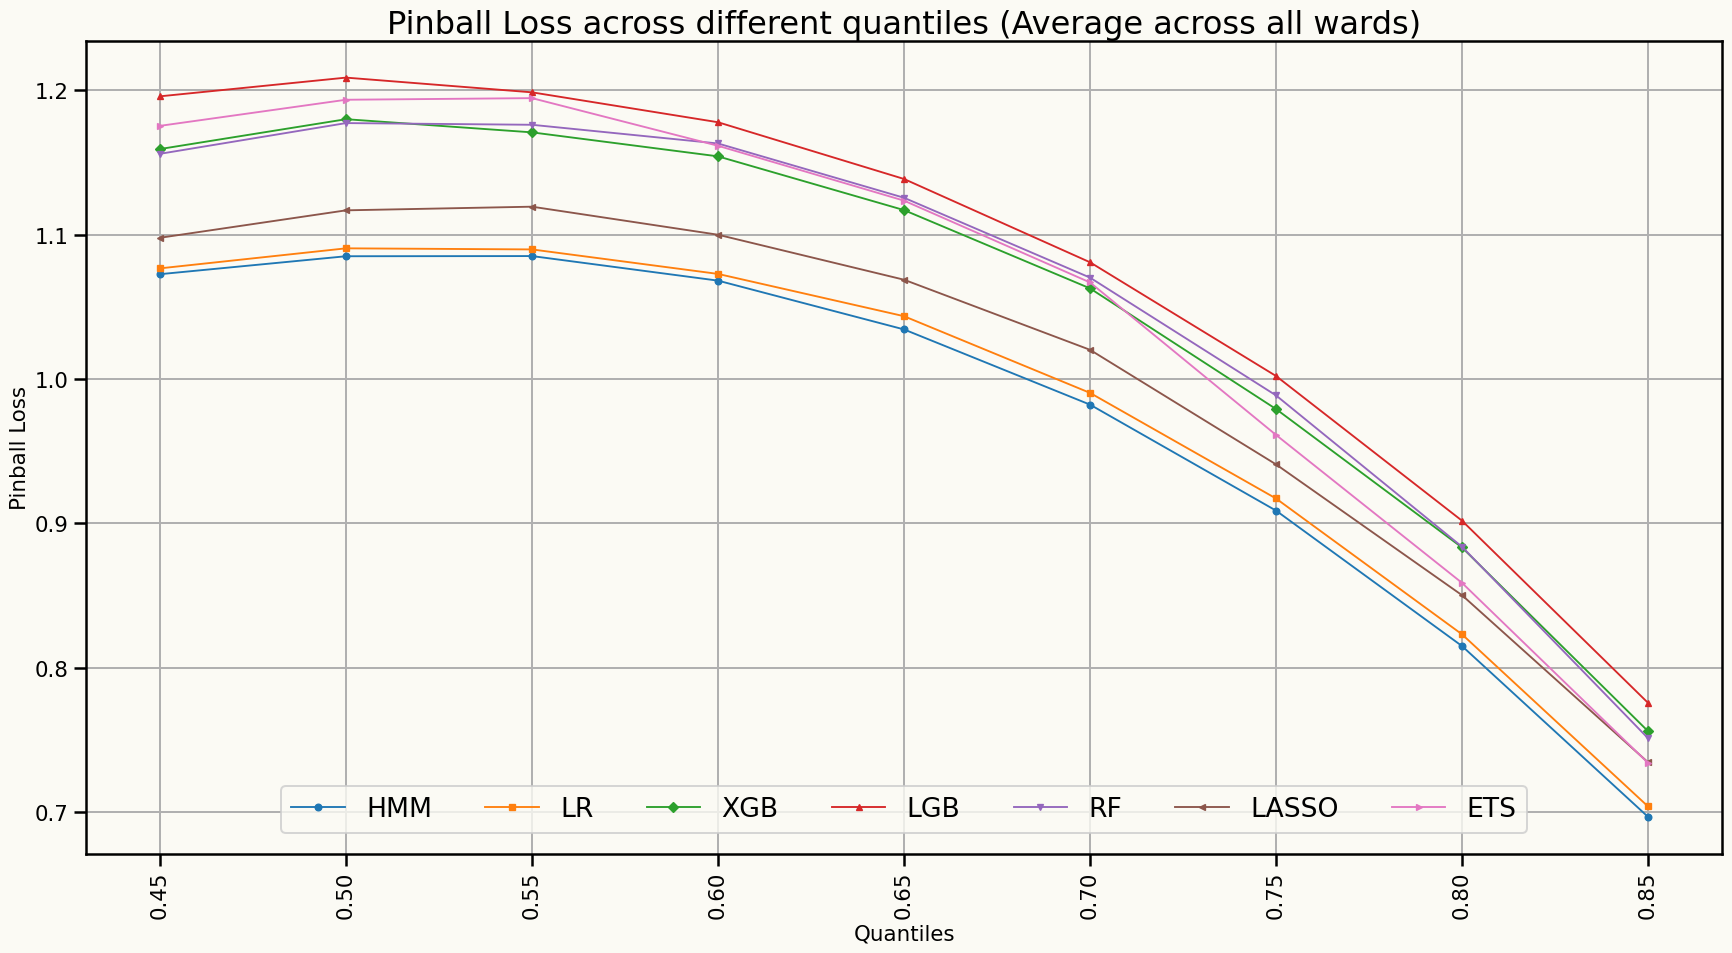 Pinball Loss across different quantiles (Average across all wards)
Pinball Loss
1.2
1.1
1.0
0.9
0.8
0.7
HMM LR XGB LGB RF LASSO ETS
0.45 0.50 0.55 0.60 0.65 0.70 0.75 0.80 0.85
Quantiles